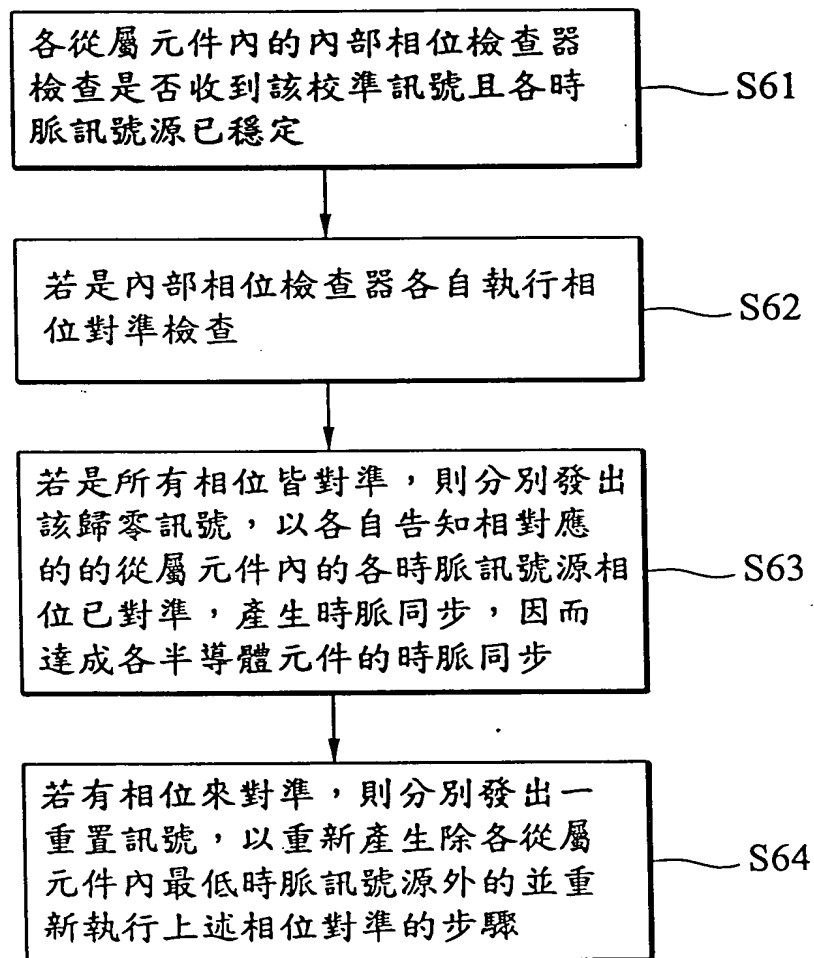 各從屬元件內的內部相位檢查器
檢查是否收到該校準訊號且各時
脈訊號源已穩定
S61
若是內部相位檢查器各自執行相
位對準檢查
S62
若是所有相位皆對準，則分別發出
該歸零訊號，以各自告知相對應
的的從屬元件內的各時脈訊號源相
位已對準，產生時脈同步，因而
達成各半導體元件的時脈同步
S63
若有相位來對準，則分別發出一
重置訊號，以重新產生除各從屬
元件內最低時脈訊號源外的並重
新執行上述相位對準的步驟
S64